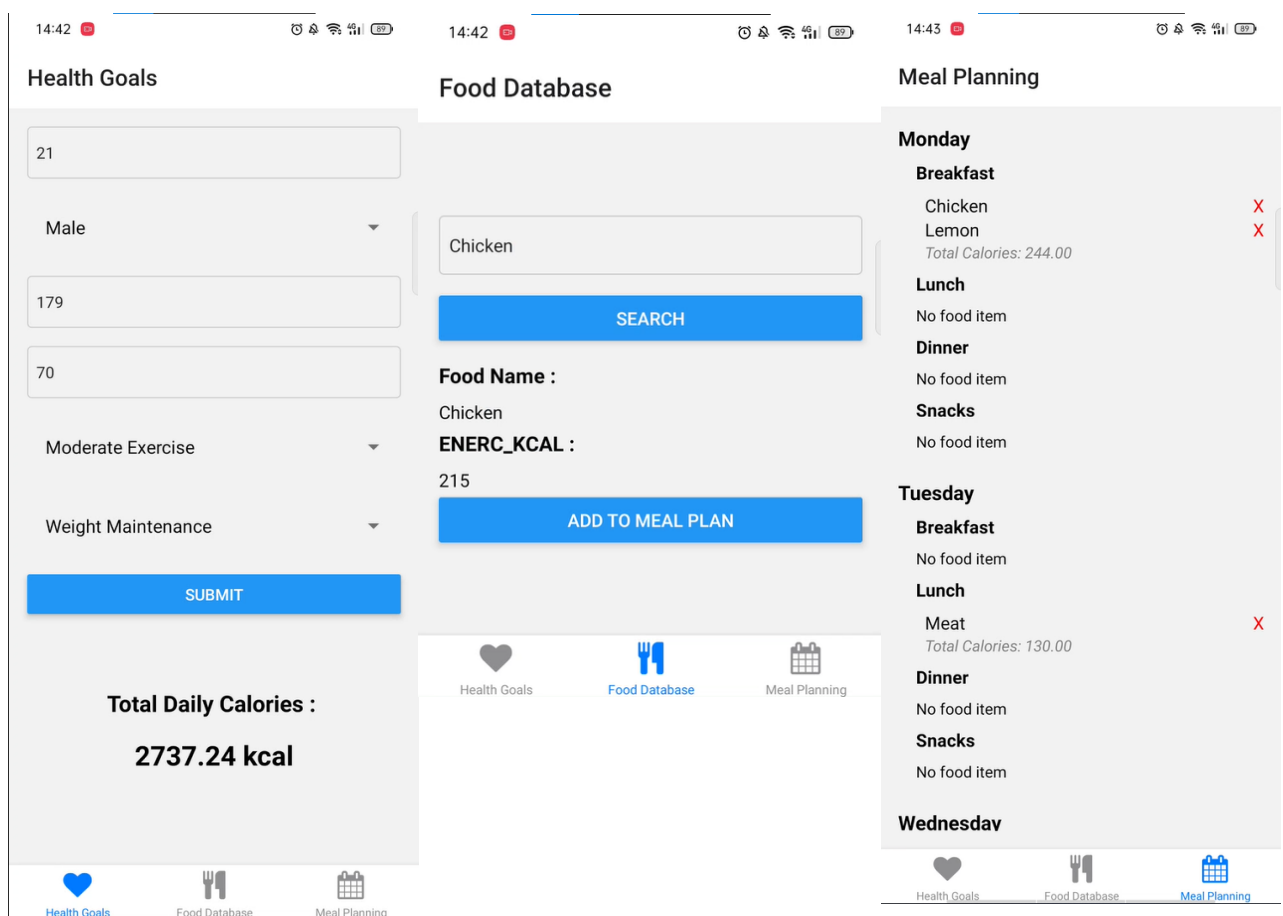 14:42
4G
89
Health Goals
21
Male
179
70
Moderate Exercise
Weight Maintenance
SUBMIT
Total Daily Calories :
2737.24 kcal
Health Goals
Food Database
Meal Planning
14:42
4G
89
Food Database
Chicken
SEARCH
Food Name :
Chicken
ENERC_KCAL :
215
ADD TO MEAL PLAN
Health Goals
Food Database
Meal Planning
14:43
4G
89
Meal Planning
Monday
Breakfast
Chicken X
Lemon X
Total Calories: 244.00
Lunch
No food item
Dinner
No food item
Snacks
No food item
Tuesday
Breakfast
No food item
Lunch
Meat X
Total Calories: 130.00
Dinner
No food item
Snacks
No food item
Wednesday
Health Goals
Food Database
Meal Planning